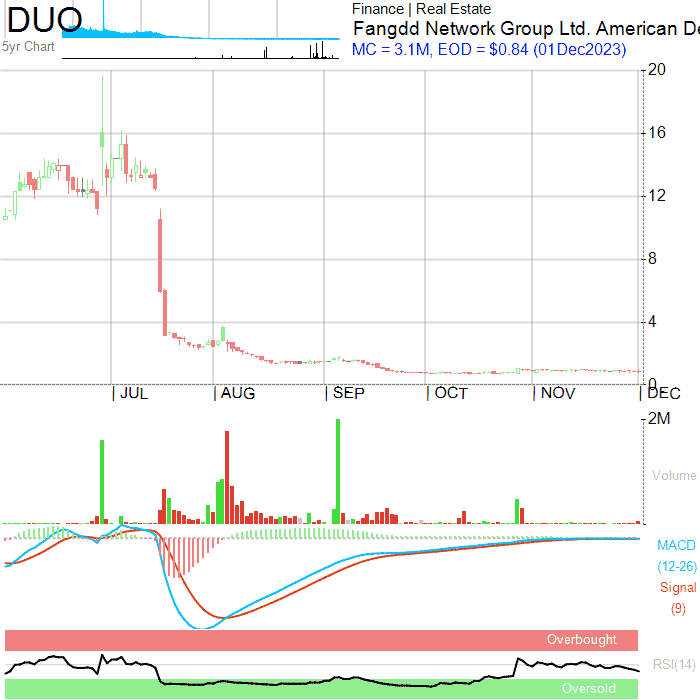 DUO
5yr Chart
Finance | Real Estate
Fangdd Network Group Ltd. American De
MC = 3.1M, EOD = $0.84 (01Dec2023)
20
16
12
8
4
0
JUL
AUG
SEP
OCT
NOV
DEC
2M
Volume
MACD
(12-26)
Signal
(9)
Overbought
RSI(14)
Oversold